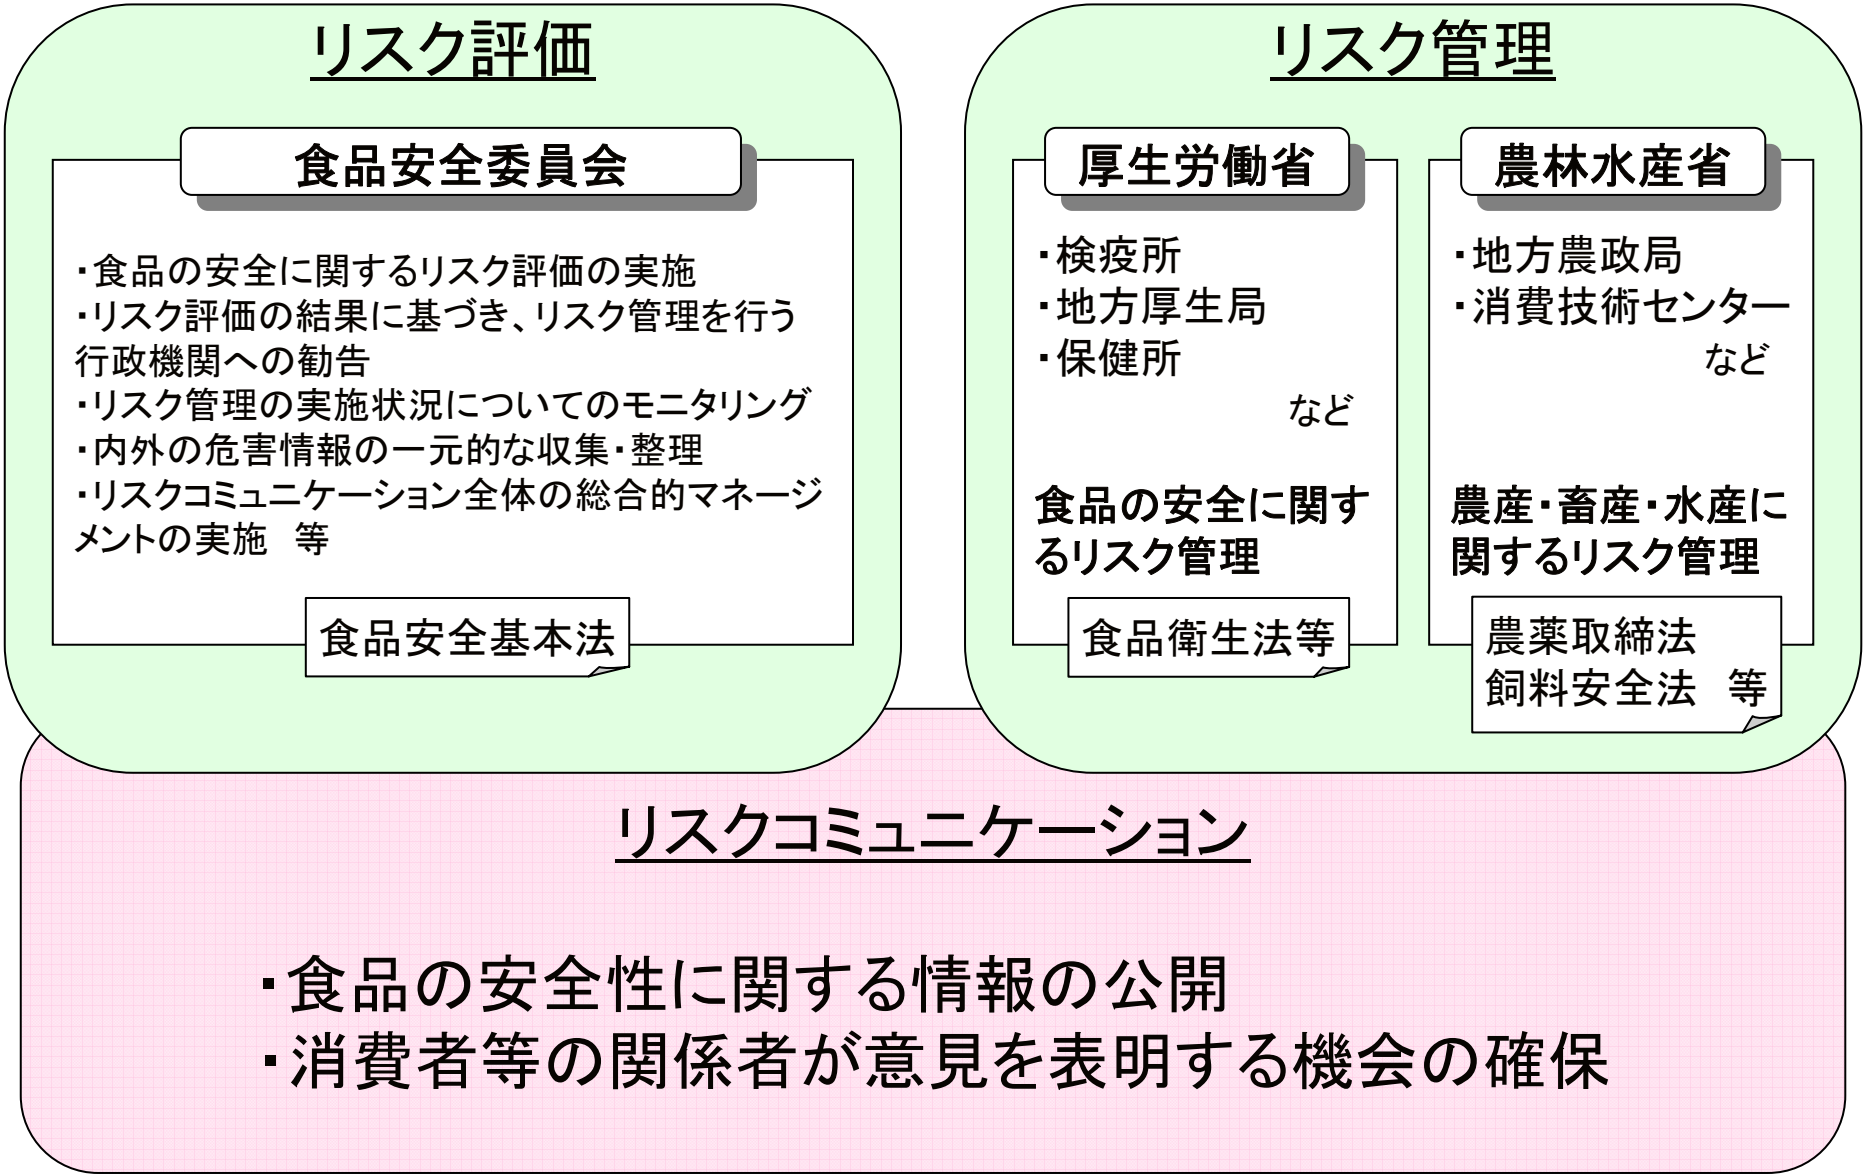 リスク評価
食品安全委員会
・食品の安全に関するリスク評価の実施
・リスク評価の結果に基づき、リスク管理を行う
行政機関への勧告
・リスク管理の実施状況についてのモニタリング
・内外の危害情報の一元的な収集・整理
・リスクコミュニケーション全体の総合的マネージ
メントの実施　等
食品安全基本法
リスク管理
厚生労働省
・検疫所
・地方厚生局
・保健所
など
食品の安全に関す
るリスク管理
食品衛生法等
農林水産省
・地方農政局
・消費技術センター
など
農産・畜産・水産に
関するリスク管理
農薬取締法
飼料安全法　等
リスクコミュニケーション
・食品の安全性に関する情報の公開
・消費者等の関係者が意見を表明する機会の確保